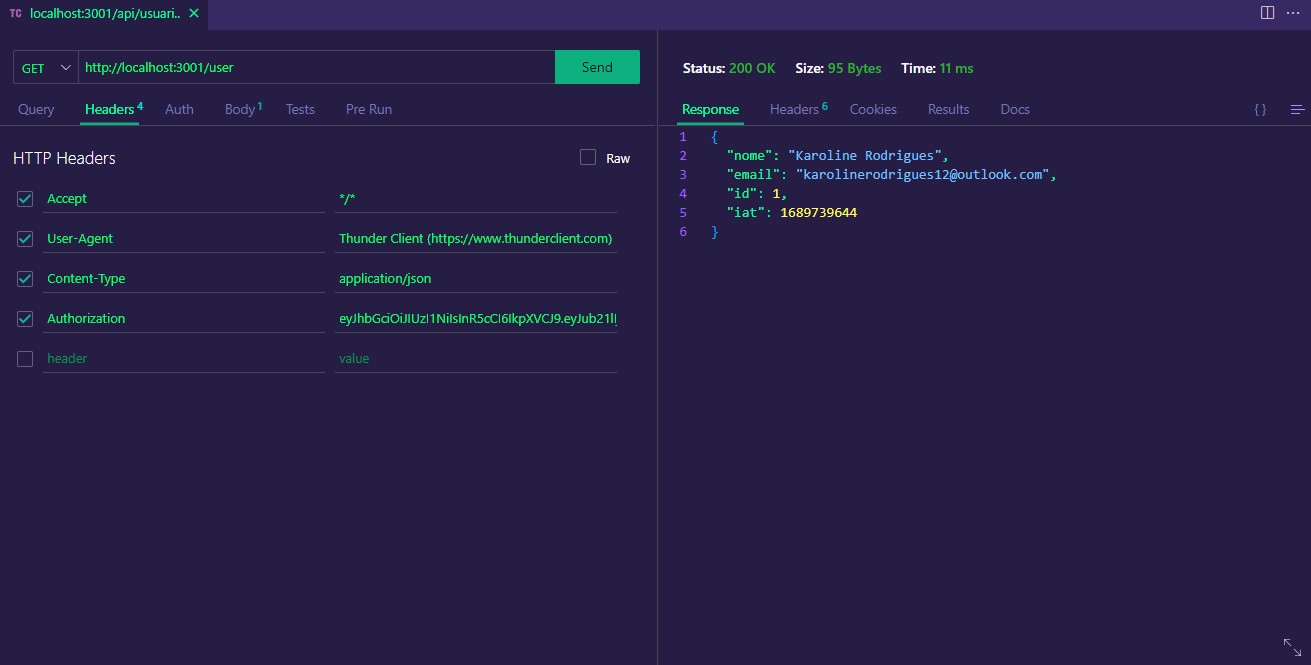 TC localhost:3001/api/usuari..
GET http://localhost:3001/user Send
Query Headers 4 Auth Body 1 Tests Pre Run
HTTP Headers Raw
Accept */*
User-Agent Thunder Client (https://www.thunderclient.com)
Content-Type application/json
Authorization eyJhbGciOiJIUzI1NiIsInR5cCI6IkpXVCJ9.eyJub21lI
header value
Status: 200 OK Size: 95 Bytes Time: 11 ms
Response Headers 6 Cookies Results Docs { }
1 {
2 "nome": "Karoline Rodrigues",
3 "email": "karolinerodrigues12@outlook.com",
4 "id": 1,
5 "iat": 1689739644
6 }